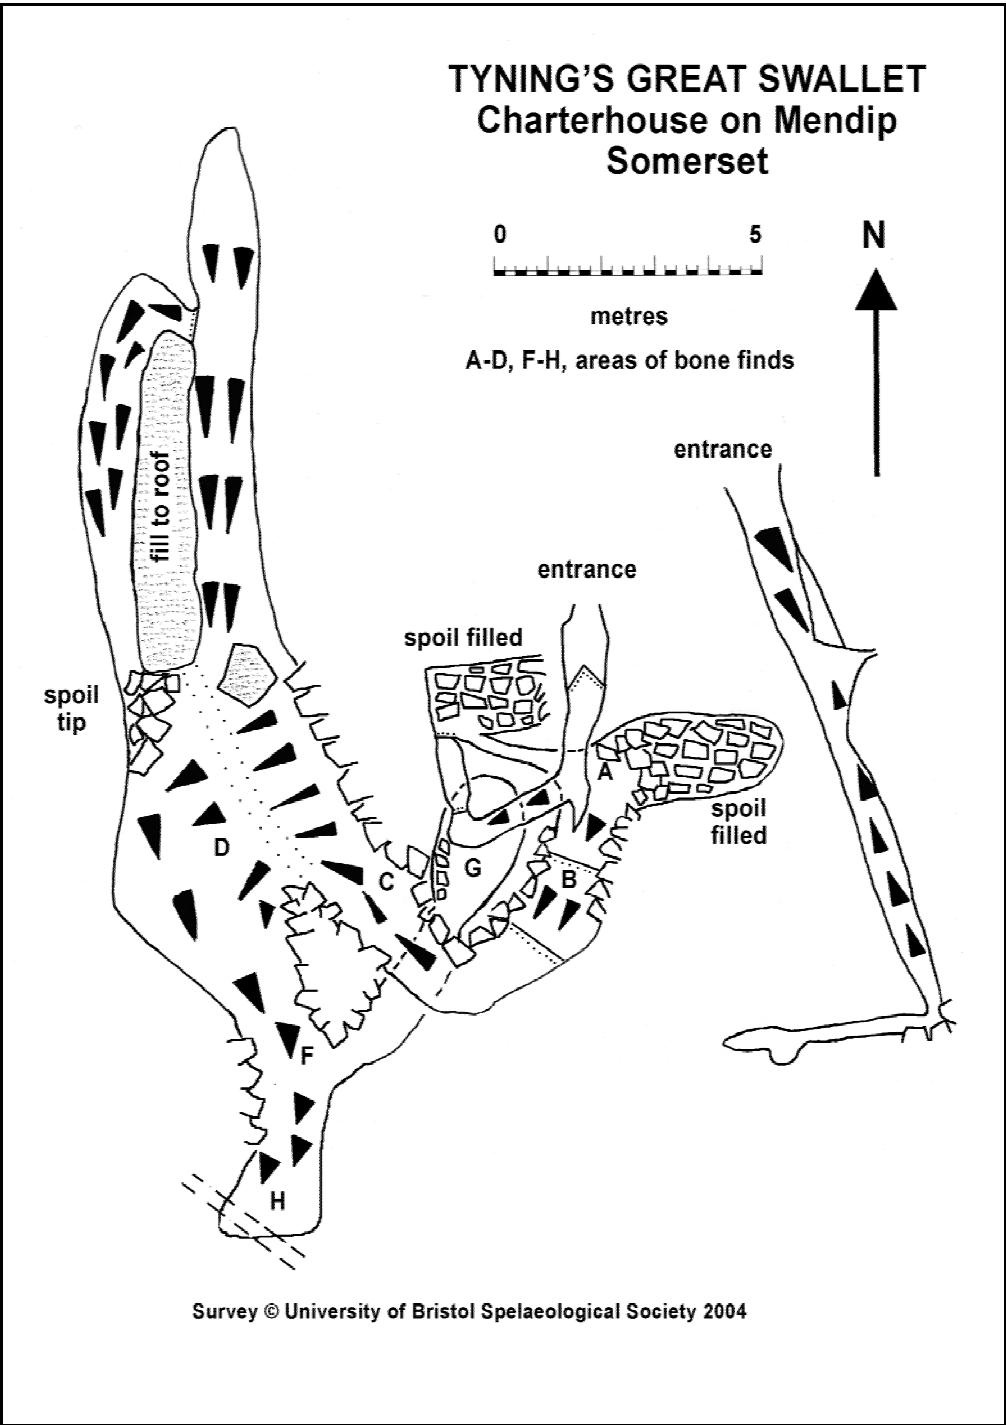 TYNING'S GREAT SWALLET
Charterhouse on Mendip
Somerset
0 5
N
metres
A-D, F-H, areas of bone finds
entrance
fill to roof
entrance
spoil filled
spoil
tip
A
spoil
filled
D
C
G
B
F
H
Survey © University of Bristol Spelaeological Society 2004